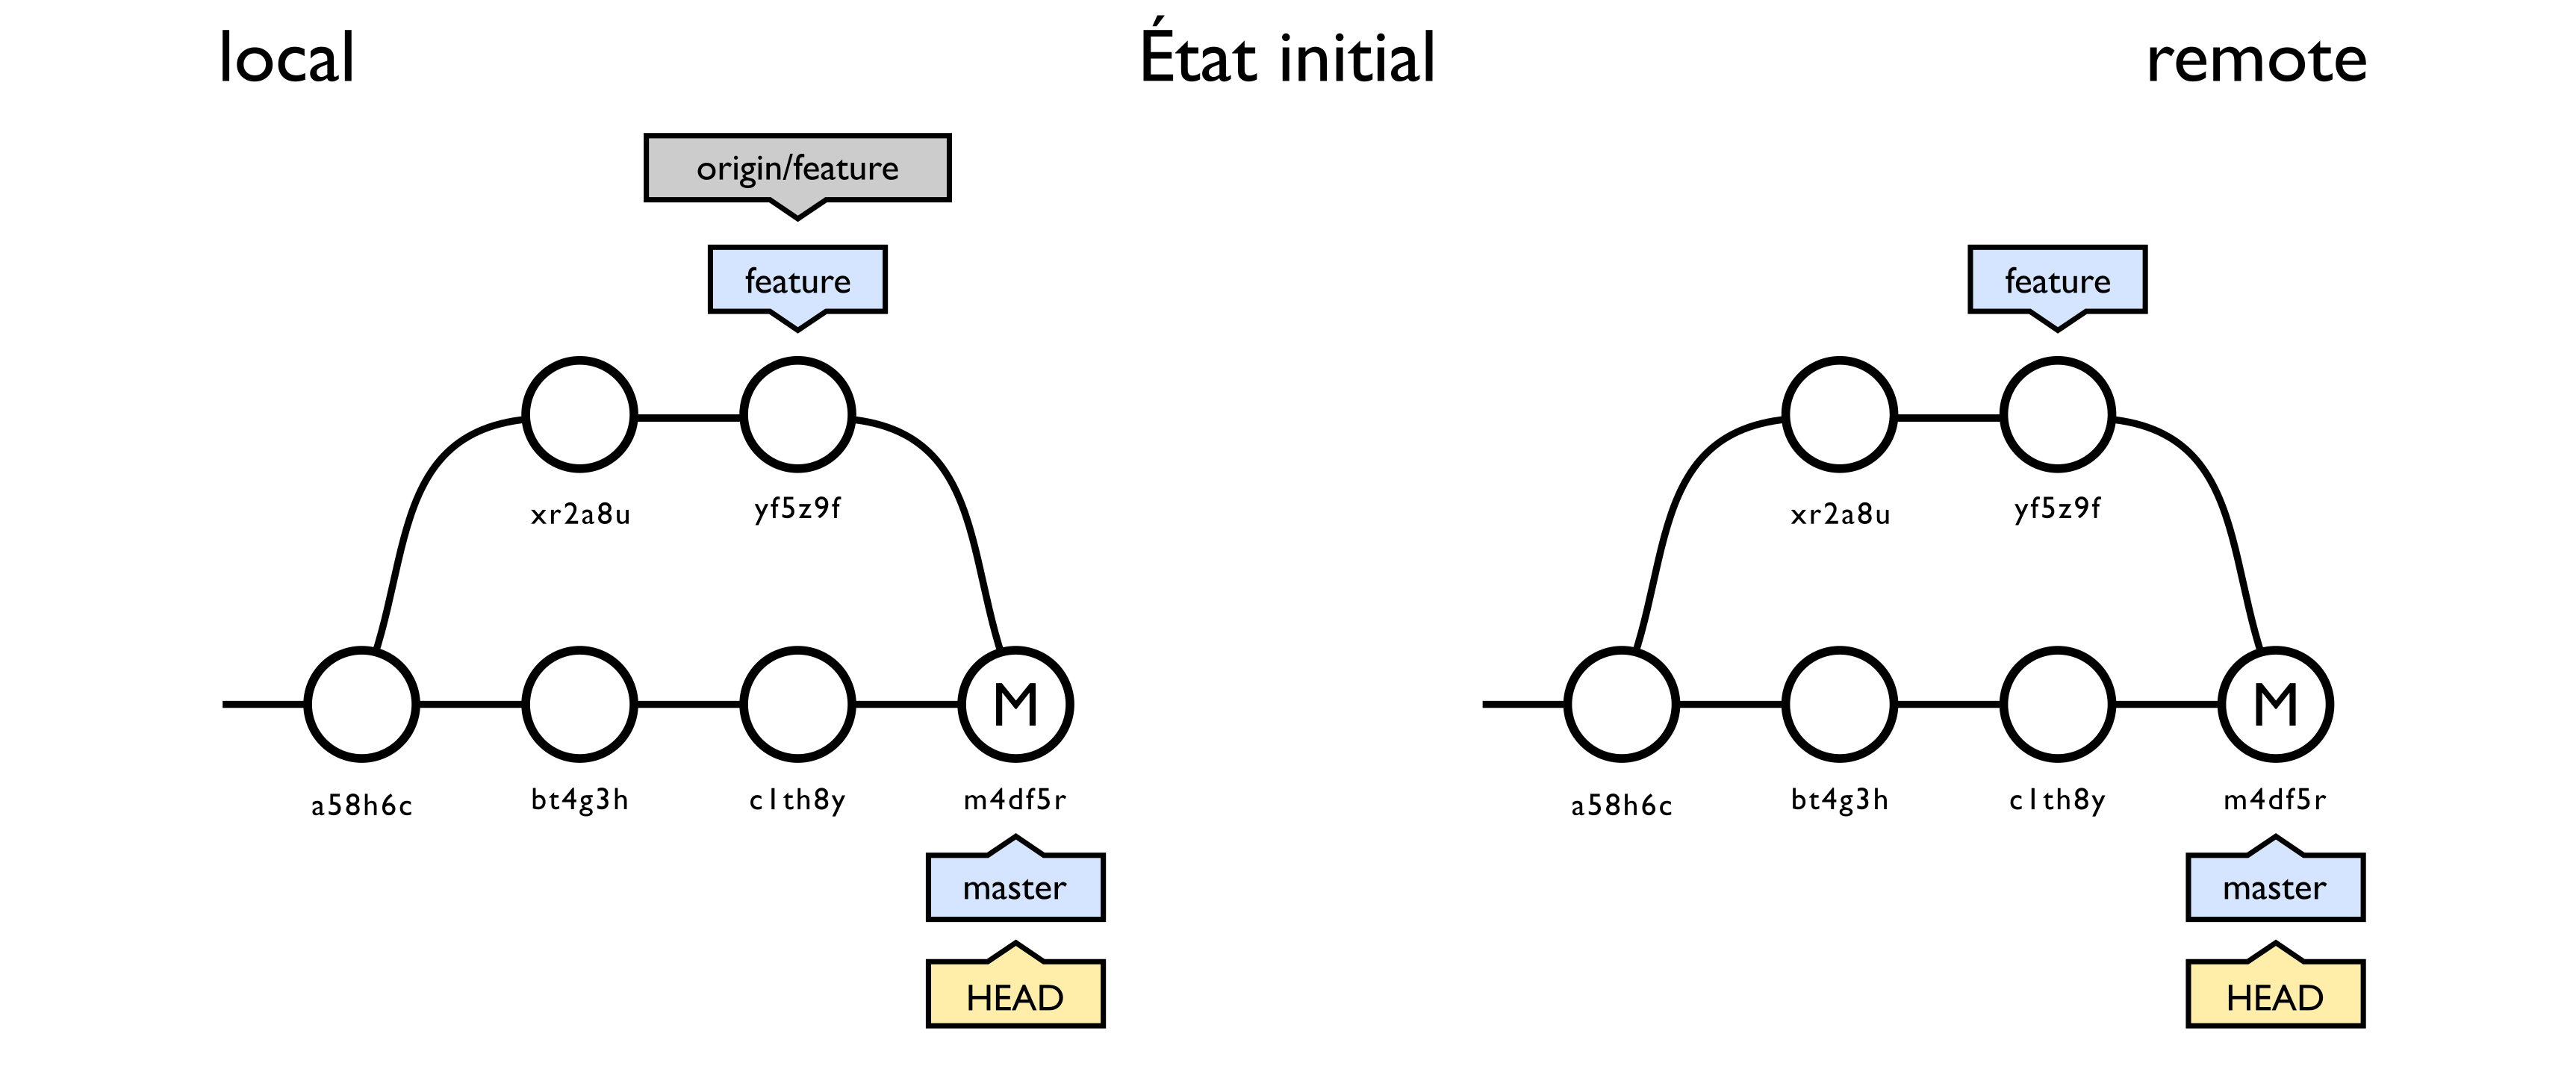 local
État initial
remote
origin/feature
feature
feature
xr2a8u
yf5z9f
xr2a8u
yf5z9f
M
M
a58h6c
bt4g3h
c1th8y
m4df5r
a58h6c
bt4g3h
c1th8y
m4df5r
master
master
HEAD
HEAD